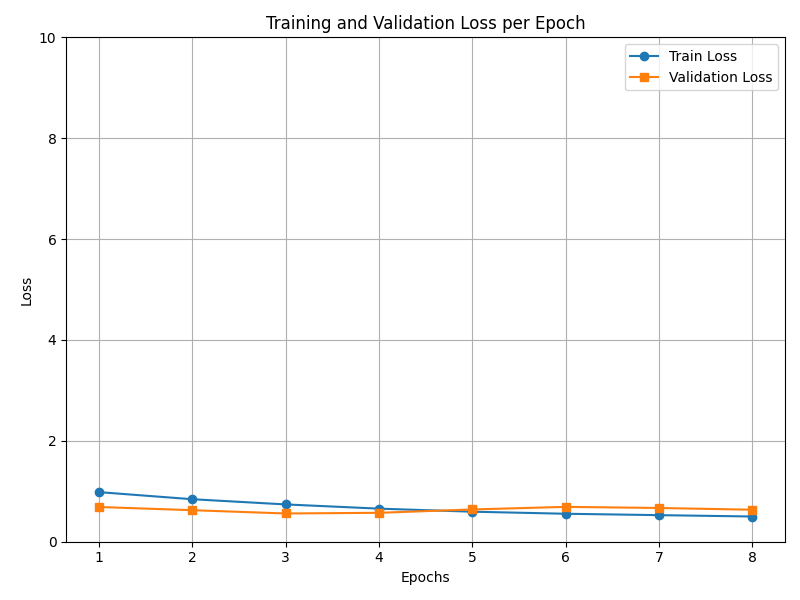 Training and Validation Loss per Epoch
Train Loss
Validation Loss
10
8
6
4
2
0
Loss
1 2 3 4 5 6 7 8
Epochs